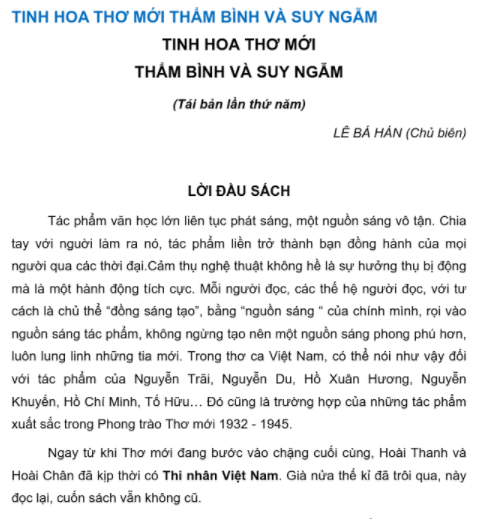 TINH HOA THƠ MỚI THẨM BÌNH VÀ SUY NGẪM
TINH HOA THƠ MỚI
THẨM BÌNH VÀ SUY NGẪM
(Tái bản lần thứ năm)
LÊ BÁ HÁN (Chủ biên)
LỜI ĐẦU SÁCH
Tác phẩm văn học lớn liên tục phát sáng, một nguồn sáng vô tận. Chia
tay với người làm ra nó, tác phẩm liền trở thành bạn đồng hành của mọi
người qua các thời đại.Cảm thụ nghệ thuật không hề là sự hưởng thụ bị động
mà là một hành động tích cực. Mỗi người đọc, các thế hệ người đọc, với tư
cách là chủ thể “đồng sáng tạo”, bằng “nguồn sáng “ của chính mình, rọi vào
nguồn sáng tác phẩm, không ngừng tạo nên một nguồn sáng phong phú hơn,
luôn lung linh những tia mới. Trong thơ ca Việt Nam, có thể nói như vậy đối
với tác phẩm của Nguyễn Trãi, Nguyễn Du, Hồ Xuân Hương, Nguyễn
Khuyến, Hồ Chí Minh, Tố Hữu… Đó cũng là trường hợp của những tác phẩm
xuất sắc trong Phong trào Thơ mới 1932 - 1945.
Ngay từ khi Thơ mới đang bước vào chặng cuối cùng, Hoài Thanh và
Hoài Chân đã kịp thời có Thi nhân Việt Nam. Già nửa thế kỉ đã trôi qua, này
đọc lại, cuốn sách vẫn không cũ.